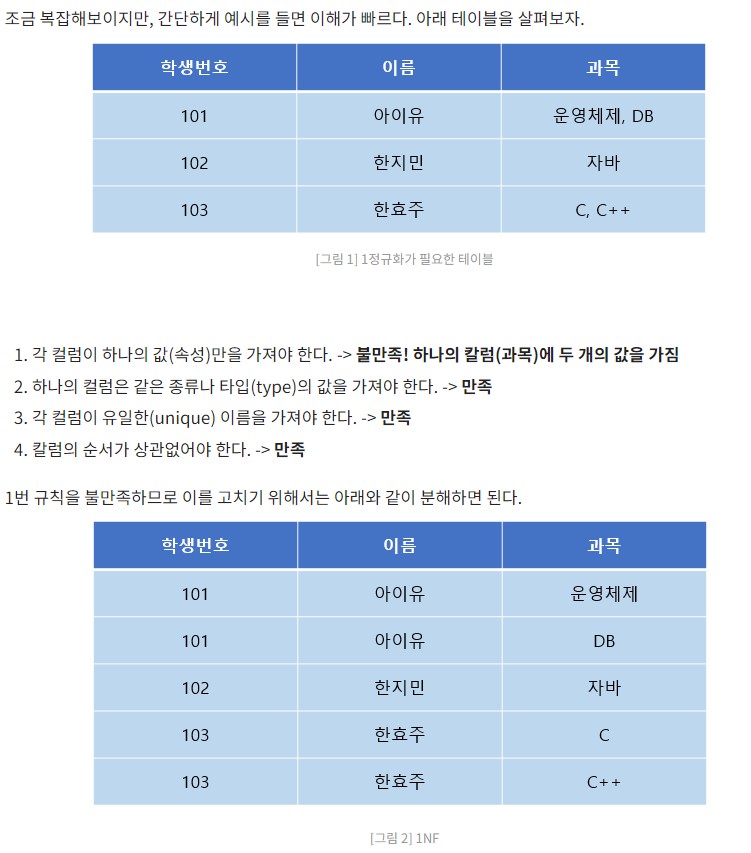 조금 복잡해보이지만, 간단하게 예시를 들면 이해가 빠르다. 아래 테이블을 살펴보자.
학생번호 이름 과목
101 아이유 운영체제, DB
102 한지민 자바
103 한효주 C, C++
[그림 1] 1정규화가 필요한 테이블
1. 각 컬럼이 하나의 값(속성)만을 가져야 한다. -> 불만족! 하나의 칼럼(과목)에 두 개의 값을 가짐
2. 하나의 컬럼은 같은 종류나 타입(type)의 값을 가져야 한다. -> 만족
3. 각 컬럼이 유일한(unique) 이름을 가져야 한다. -> 만족
4. 칼럼의 순서가 상관없어야 한다. -> 만족
1번 규칙을 불만족하므로 이를 고치기 위해서는 아래와 같이 분해하면 된다.
학생번호 이름 과목
101 아이유 운영체제
101 아이유 DB
102 한지민 자바
103 한효주 C
103 한효주 C++
[그림 2] 1NF